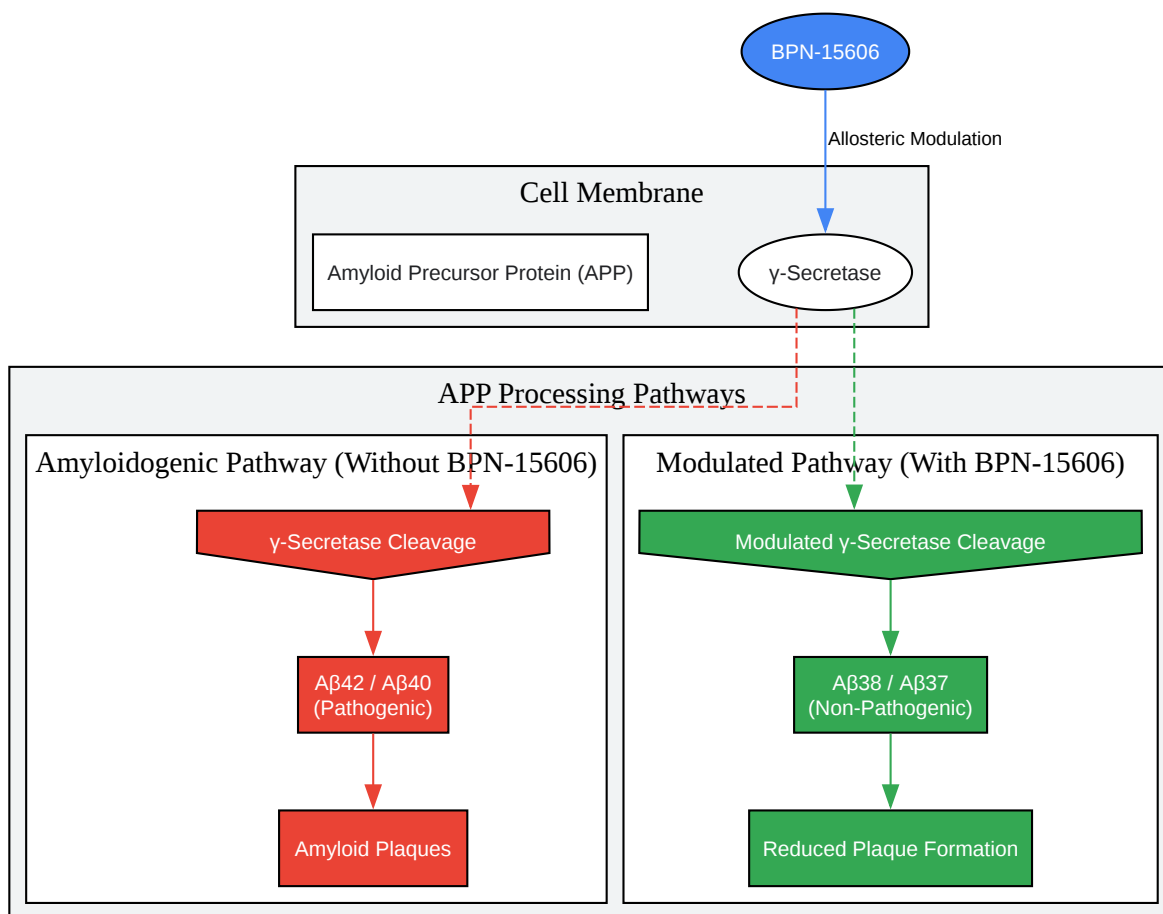 BPN-15606
Allosteric Modulation
Cell Membrane
Amyloid Precursor Protein (APP)
γ-Secretase
APP Processing Pathways
Amyloidogenic Pathway (Without BPN-15606)
γ-Secretase Cleavage
Aβ42 / Aβ40
(Pathogenic)
Amyloid Plaques
Modulated Pathway (With BPN-15606)
Modulated γ-Secretase Cleavage
Aβ38 / Aβ37
(Non-Pathogenic)
Reduced Plaque Formation